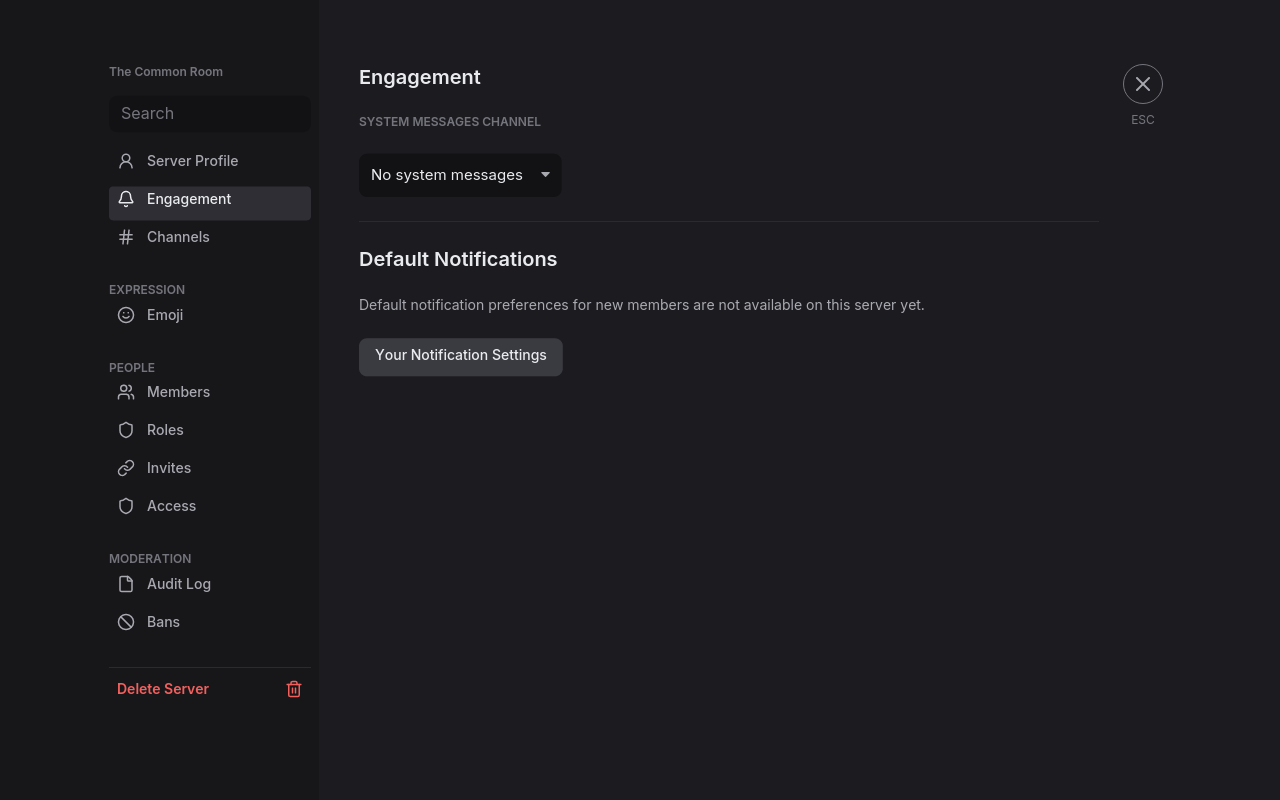 The Common Room
Search
Server Profile
Engagement
Channels
EXPRESSION
Emoji
PEOPLE
Members
Roles
Invites
Access
MODERATION
Audit Log
Bans
Delete Server
Engagement
SYSTEM MESSAGES CHANNEL
No system messages
Default Notifications
Default notification preferences for new members are not available on this server yet.
Your Notification Settings
ESC